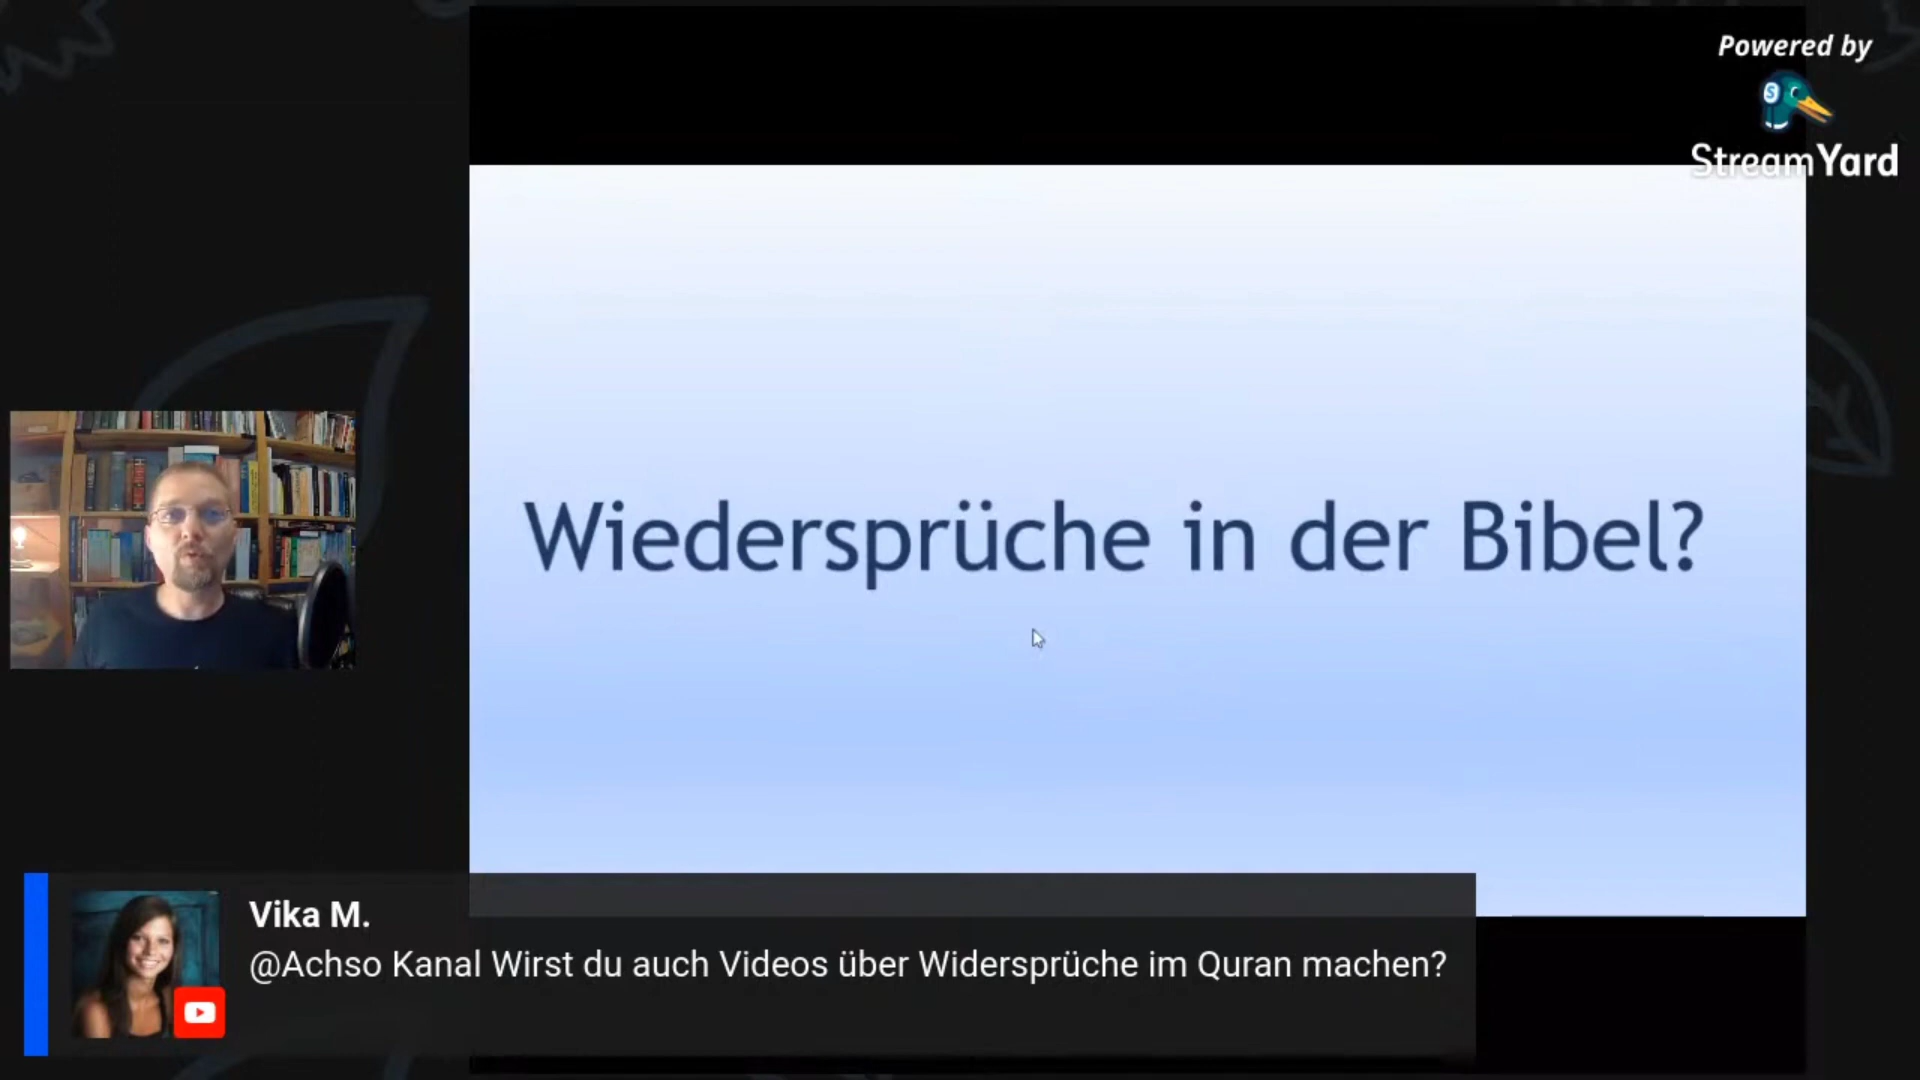 Powered by
StreamYard
Wiedersprüche in der Bibel?
Vika M.
@Achso Kanal Wirst du auch Videos über Widersprüche im Quran machen?